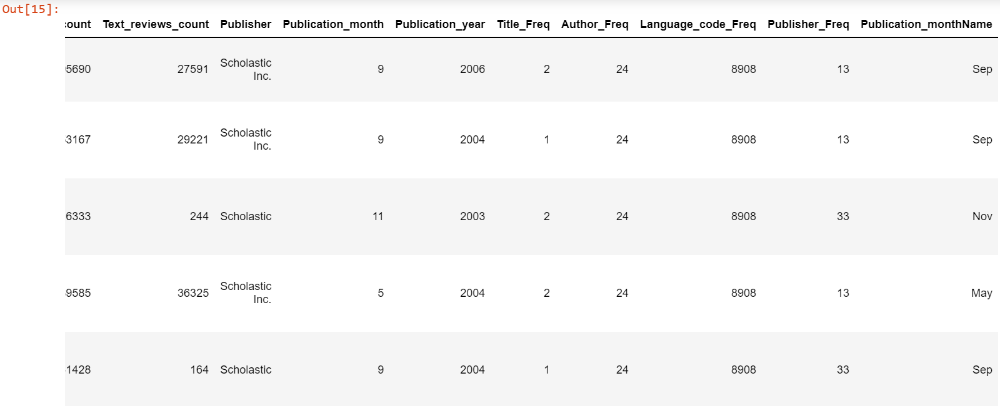 Out[15]:
count Text_reviews_count Publisher Publication_month Publication_year Title_Freq Author_Freq Language_code_Freq Publisher_Freq Publication_monthName
5690 27591 Scholastic Inc. 9 2006 2 24 8908 13 Sep
3167 29221 Scholastic Inc. 9 2004 1 24 8908 13 Sep
6333 244 Scholastic 11 2003 2 24 8908 33 Nov
9585 36325 Scholastic Inc. 5 2004 2 24 8908 13 May
1428 164 Scholastic 9 2004 1 24 8908 33 Sep